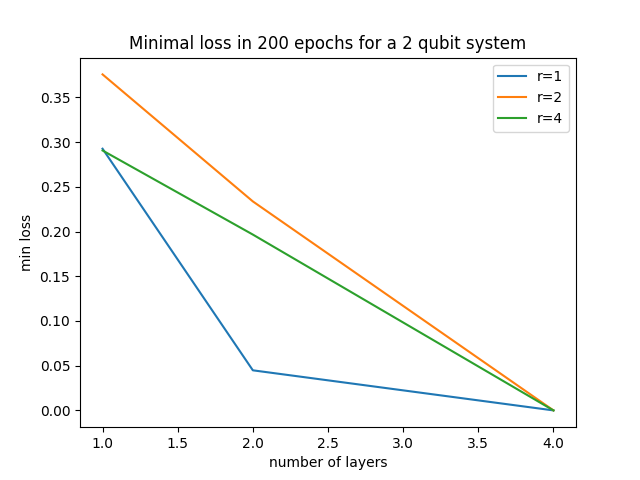 Minimal loss in 200 epochs for a 2 qubit system
r=1
r=2
r=4
min loss
0.35
0.30
0.25
0.20
0.15
0.10
0.05
0.00
1.0 1.5 2.0 2.5 3.0 3.5 4.0
number of layers